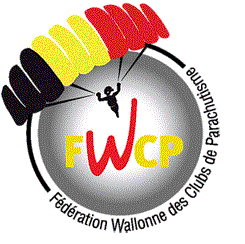 FWCP
Fédération Wallonne des Clubs de Parachutisme